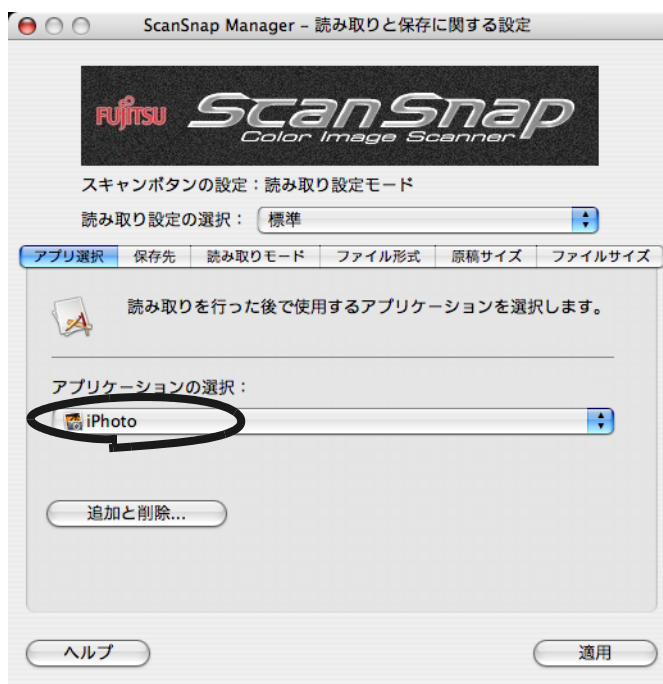 ScanSnap Manager – 読み取りと保存に関する設定
FUJITSU ScanSnap
Color Image Scanner
スキャンボタンの設定：読み取り設定モード
読み取り設定の選択： 標準
アプリ選択 保存先 読み取りモード ファイル形式 原稿サイズ ファイルサイズ
読み取りを行った後で使用するアプリケーションを選択します。
アプリケーションの選択：
iPhoto
追加と削除...
ヘルプ 適用